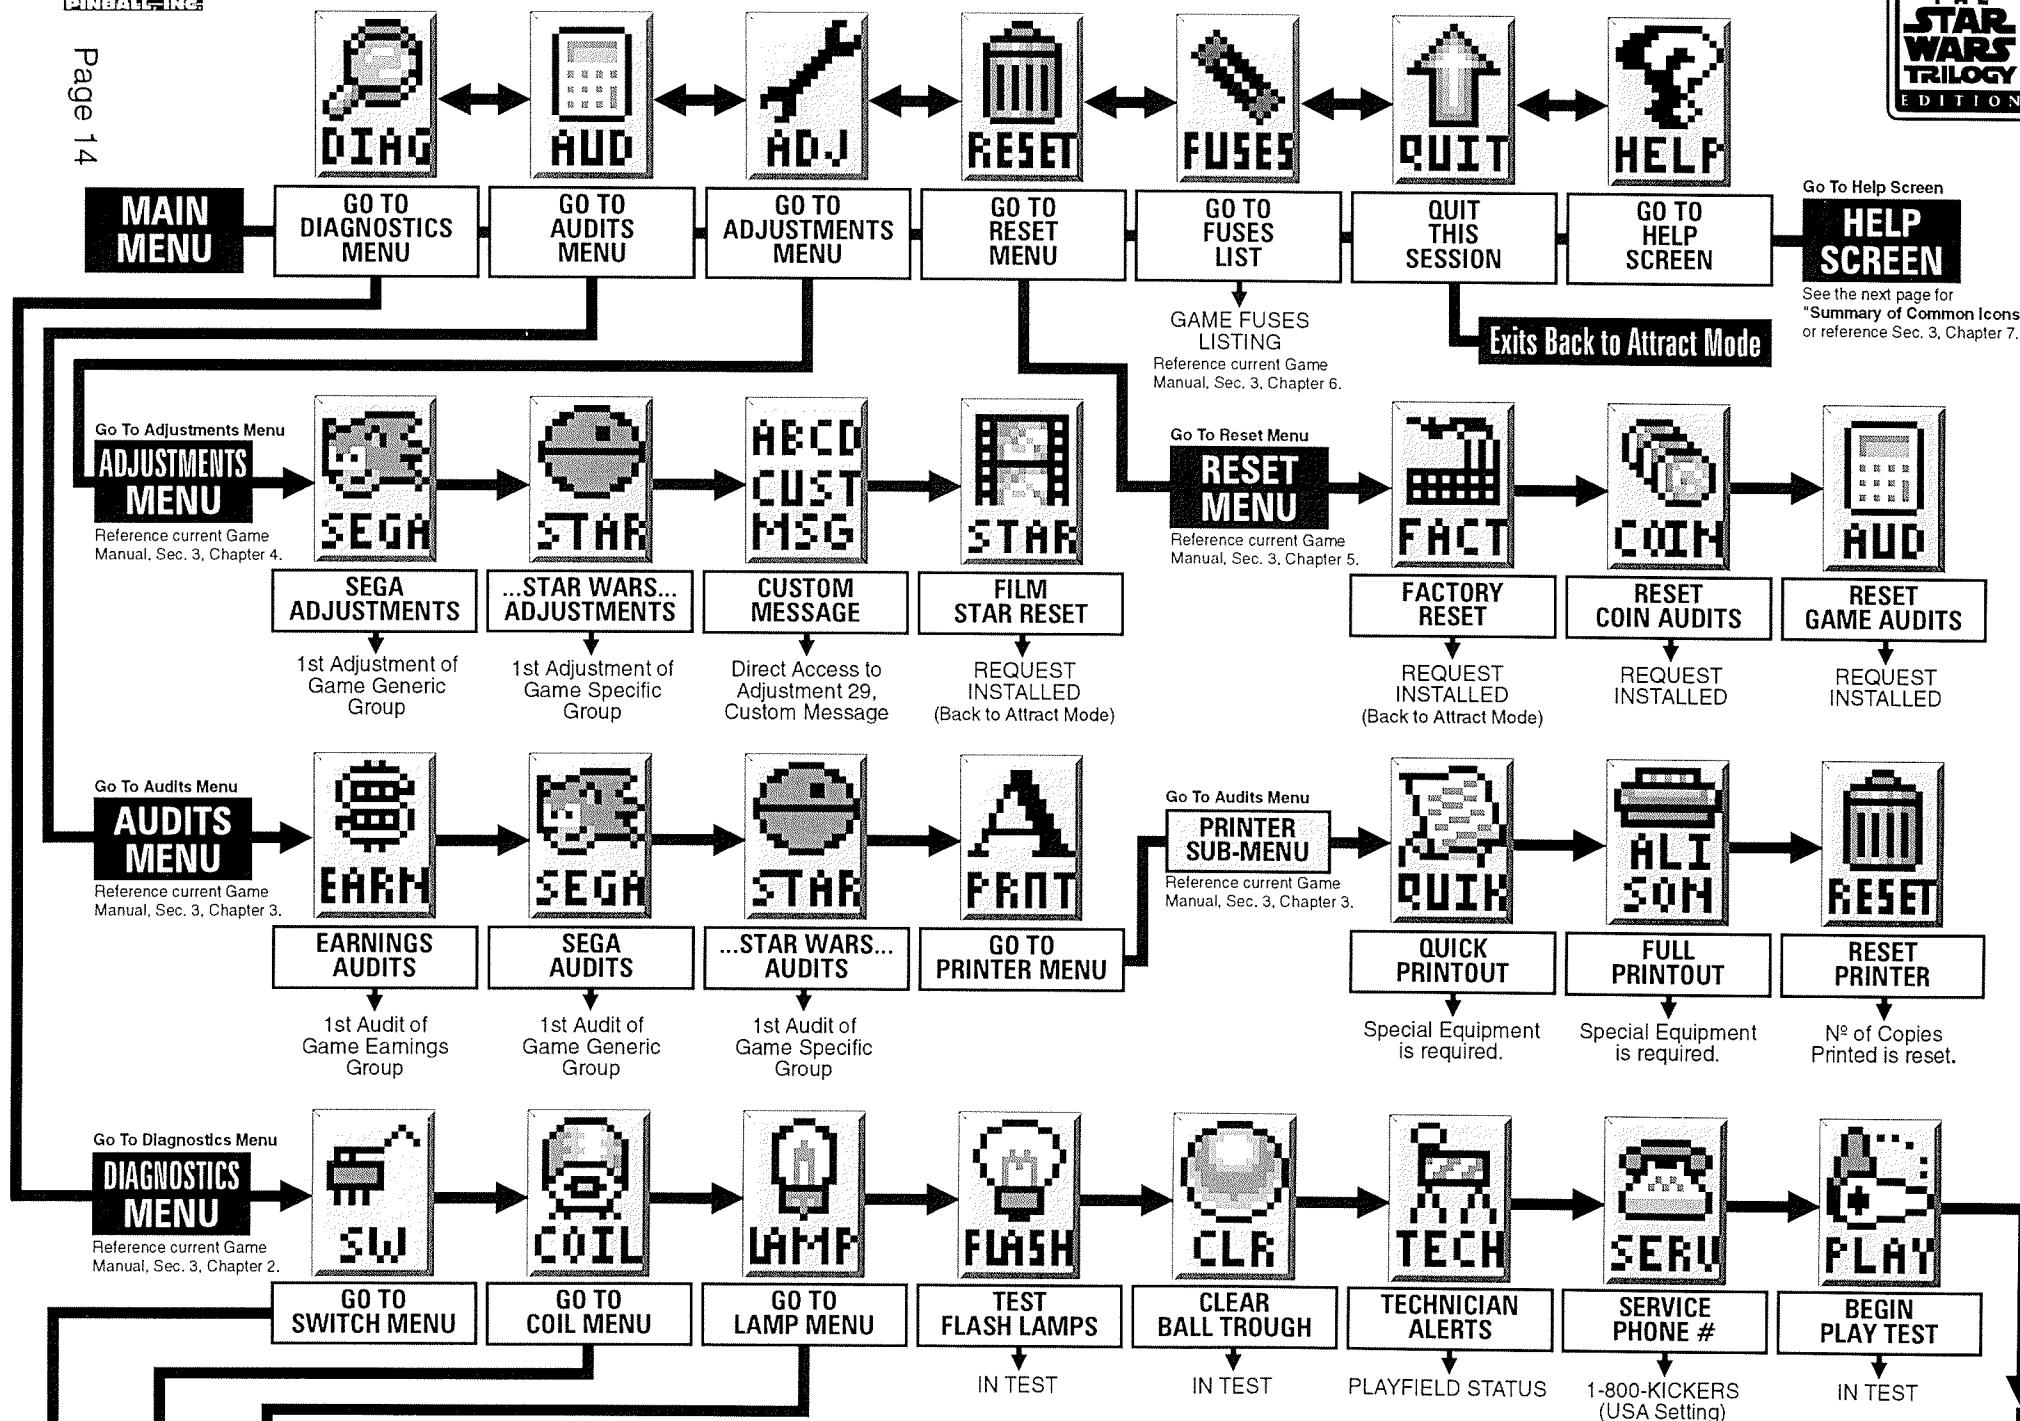 PINBALL, INC.
Page 14
STAR
WARS
TRILOGY
EDITION
DIAG
AUD
ADJ
RESET
FUSES
QUIT
HELP
MAIN
MENU
GO TO
DIAGNOSTICS
MENU
GO TO
AUDITS
MENU
GO TO
ADJUSTMENTS
MENU
GO TO
RESET
MENU
GO TO
FUSES
LIST
QUIT
THIS
SESSION
GO TO
HELP
SCREEN
Go To Help Screen
HELP
SCREEN
See the next page for
"Summary of Common Icons
or reference Sec. 3, Chapter 7.
GAME FUSES
LISTING
Reference current Game
Manual, Sec. 3, Chapter 6.
Exits Back to Attract Mode
Go To Adjustments Menu
ADJUSTMENTS
MENU
Reference current Game
Manual, Sec. 3, Chapter 4.
SEGA
STAR
ABCD
CUST
MSG
STAR
SEGA
ADJUSTMENTS
...STAR WARS...
ADJUSTMENTS
CUSTOM
MESSAGE
FILM
STAR RESET
1st Adjustment of
Game Generic
Group
1st Adjustment of
Game Specific
Group
Direct Access to
Adjustment 29,
Custom Message
REQUEST
INSTALLED
(Back to Attract Mode)
Go To Reset Menu
RESET
MENU
Reference current Game
Manual, Sec. 3, Chapter 5.
FACT
COIN
AUD
FACTORY
RESET
RESET
COIN AUDITS
RESET
GAME AUDITS
REQUEST
INSTALLED
(Back to Attract Mode)
REQUEST
INSTALLED
REQUEST
INSTALLED
Go To Audits Menu
AUDITS
MENU
Reference current Game
Manual, Sec. 3, Chapter 3.
EARN
SEGA
STAR
PRNT
EARNINGS
AUDITS
SEGA
AUDITS
...STAR WARS...
AUDITS
GO TO
PRINTER MENU
1st Audit of
Game Earnings
Group
1st Audit of
Game Generic
Group
1st Audit of
Game Specific
Group
Go To Audits Menu
PRINTER
SUB-MENU
Reference current Game
Manual, Sec. 3, Chapter 3.
QUIK
ALI
SON
RESET
QUICK
PRINTOUT
FULL
PRINTOUT
RESET
PRINTER
Special Equipment
is required.
Special Equipment
is required.
Nº of Copies
Printed is reset.
Go To Diagnostics Menu
DIAGNOSTICS
MENU
Reference current Game
Manual, Sec. 3, Chapter 2.
SW
COIL
LAMP
FLASH
CLR
TECH
SERV
PLAY
GO TO
SWITCH MENU
GO TO
COIL MENU
GO TO
LAMP MENU
TEST
FLASH LAMPS
CLEAR
BALL TROUGH
TECHNICIAN
ALERTS
SERVICE
PHONE #
BEGIN
PLAY TEST
IN TEST
IN TEST
PLAYFIELD STATUS
1-800-KICKERS
(USA Setting)
IN TEST